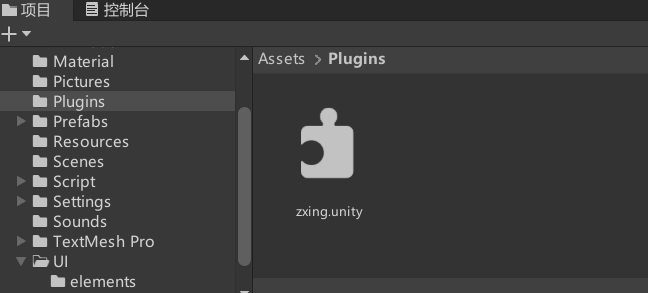 项目 控制台
Material
Pictures
Plugins
Prefabs
Resources
Scenes
Script
Settings
Sounds
TextMesh Pro
UI
elements
Assets > Plugins
zxing.unity